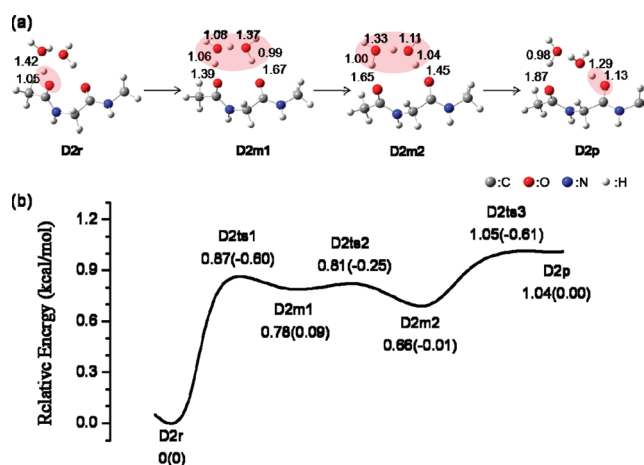 (a)
1.08 1.37
1.33 1.11
1.42
1.05
1.06
0.99
1.39
1.67
1.00
1.04
1.65
1.45
0.98
1.29
1.87
1.13
D2r
D2m1
D2m2
D2p
:C :O :N :H
(b)
Relative Energy (kcal/mol)
1.2
0.9
0.6
0.3
0.0
D2ts1
0.87(-0.60)
D2ts2
0.81(-0.25)
D2ts3
1.05(-0.61)
D2m1
0.78(0.09)
D2m2
0.66(-0.01)
D2p
1.04(0.00)
D2r
0(0)